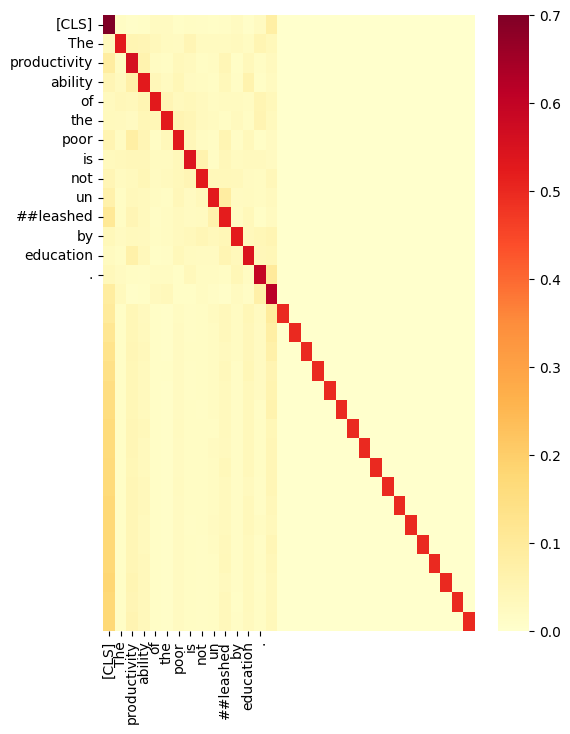 [CLS]
The
productivity
ability
of
the
poor
is
not
un
##leashed
by
education
.
0.7
0.6
0.5
0.4
0.3
0.2
0.1
0.0
[CLS]
The
productivity
ability
of
the
poor
is
not
un
##leashed
by
education
.